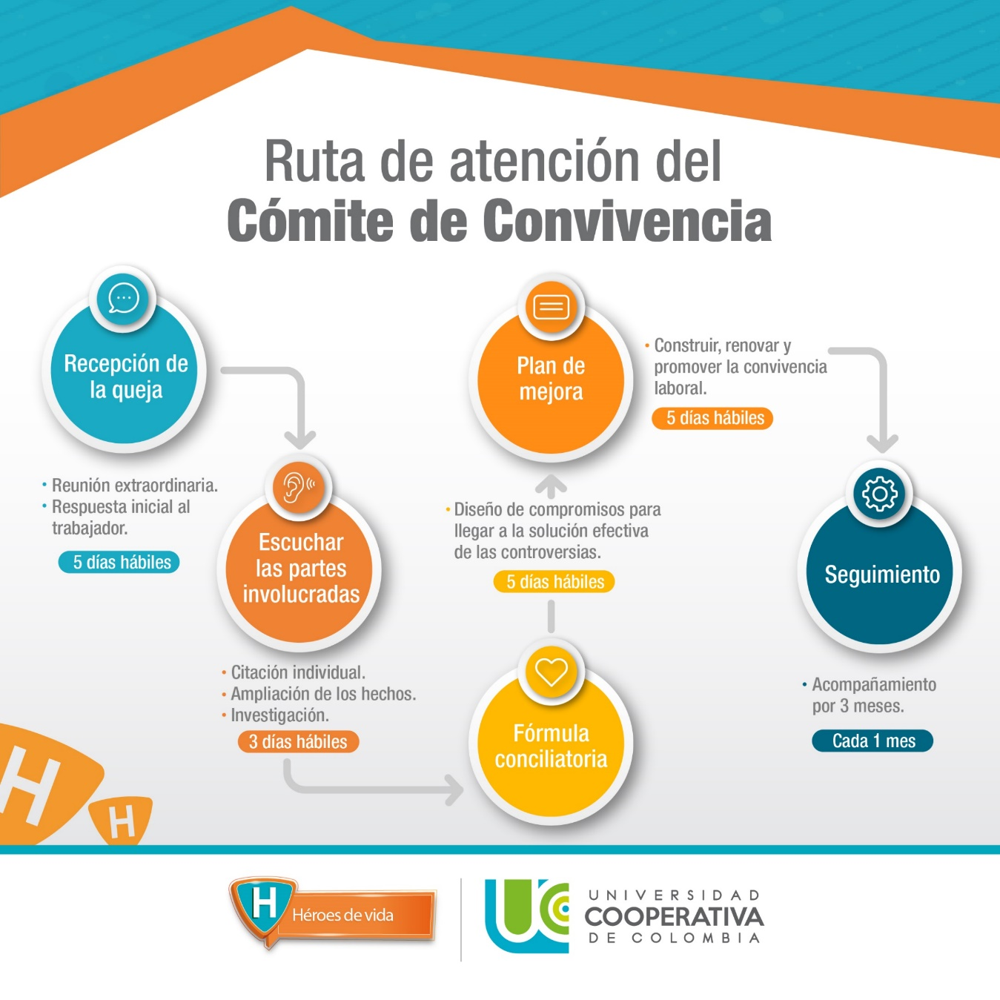 Ruta de atención del
Cómite de Convivencia
Recepción de
la queja
• Reunión extraordinaria.
• Respuesta inicial al
trabajador.
5 días hábiles
Escuchar
las partes
involucradas
• Citación individual.
• Ampliación de los hechos.
• Investigación.
3 días hábiles
Fórmula
conciliatoria
• Diseño de compromisos para
llegar a la solución efectiva
de las controversias.
5 días hábiles
Plan de
mejora
• Construir, renovar y
promover la convivencia
laboral.
5 días hábiles
Seguimiento
• Acompañamiento
por 3 meses.
Cada 1 mes
H
H
H
Héroes de vida
UNIVERSIDAD
COOPERATIVA
DE COLOMBIA